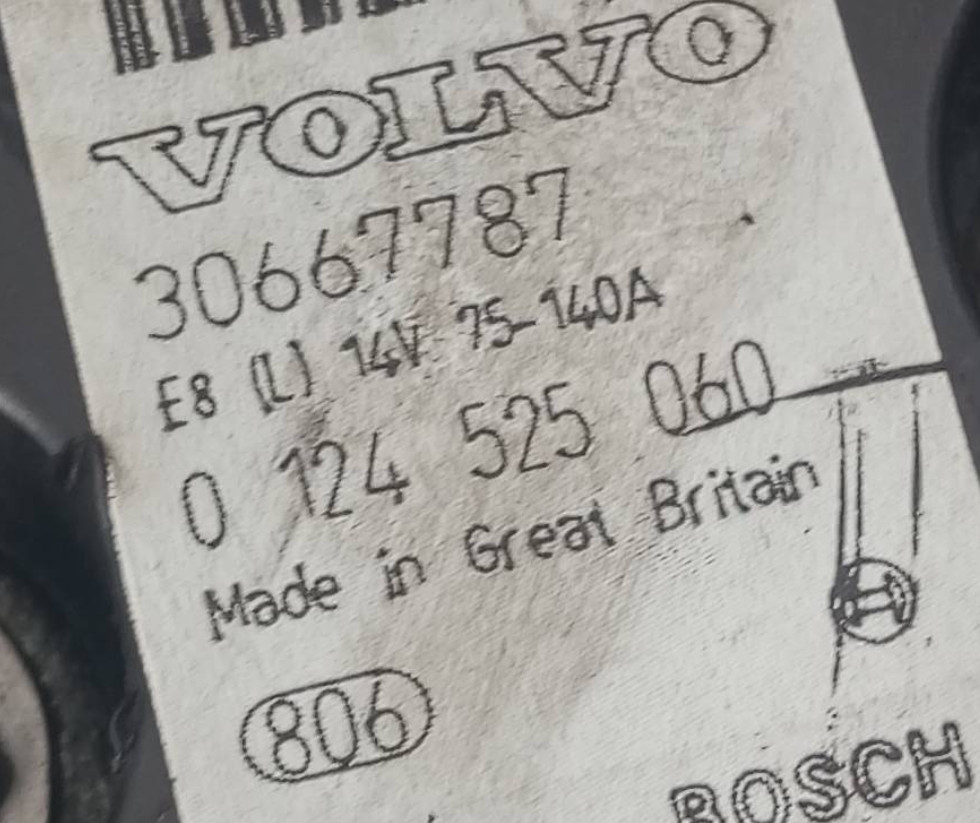 VOLVO
30667787
E8 (L) 14V 75-140A
0 124 525 060
Made in Great Britain
806
BOSCH